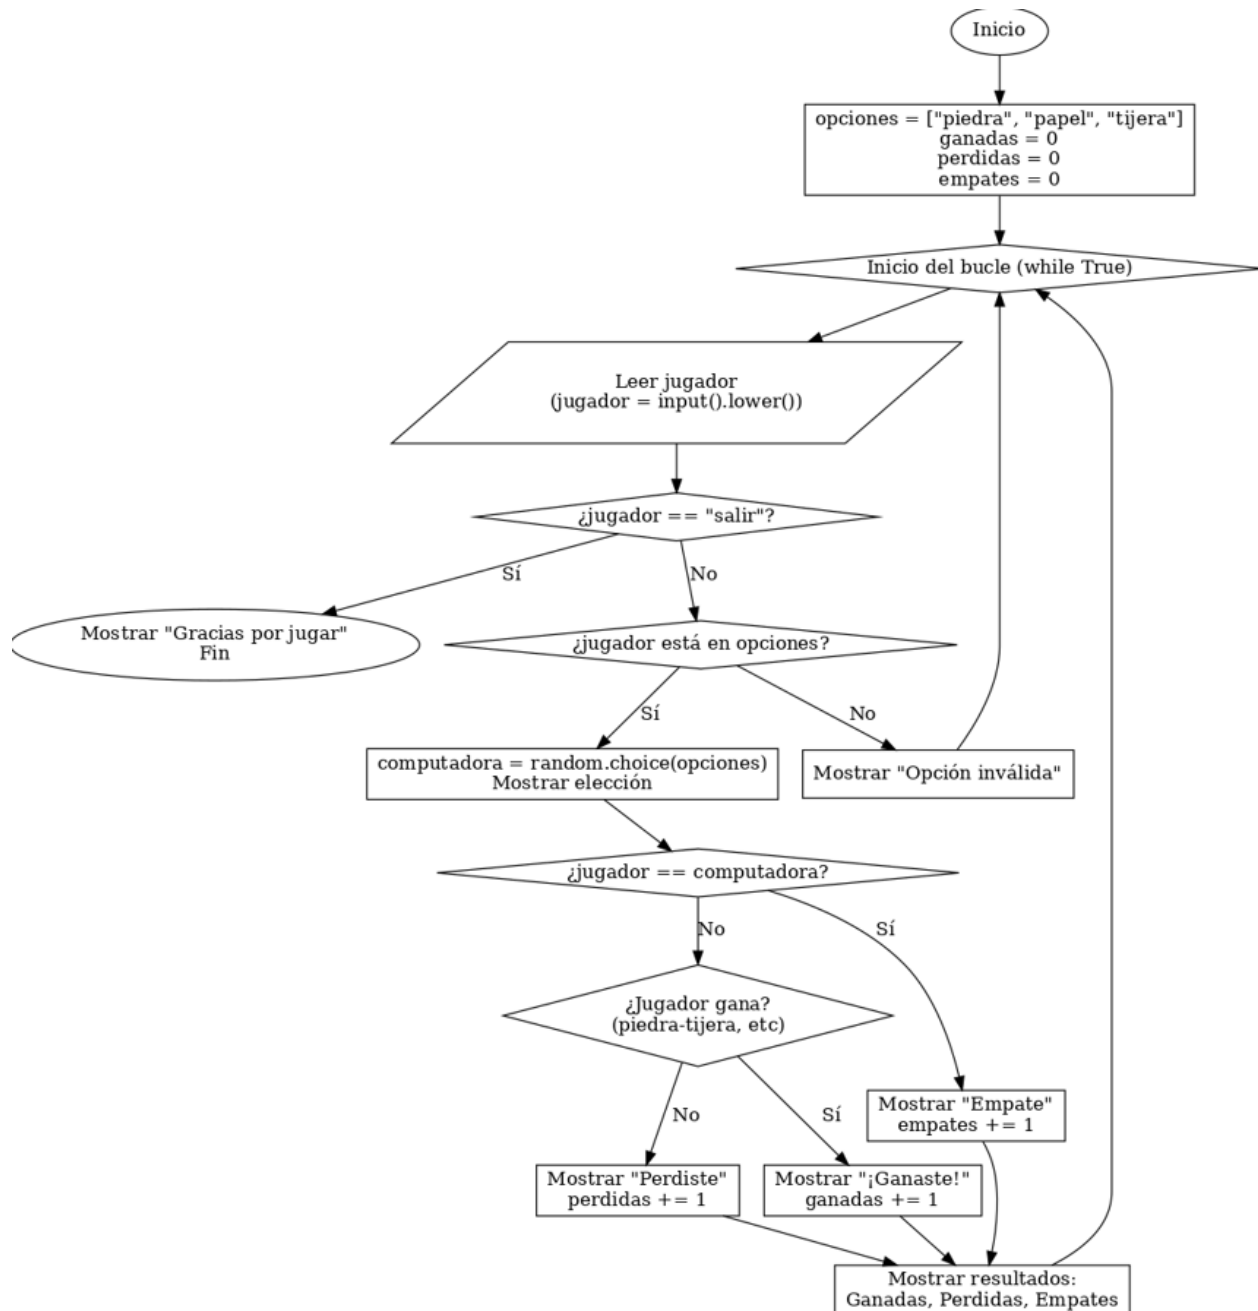 Inicio
opciones = ["piedra", "papel", "tijera"]
ganadas = 0
perdidas = 0
empates = 0
Inicio del bucle (while True)
Leer jugador
(jugador = input().lower())
¿jugador == "salir"?
Sí
No
Mostrar "Gracias por jugar"
Fin
¿jugador está en opciones?
Sí
No
computadora = random.choice(opciones)
Mostrar elección
Mostrar "Opción inválida"
¿jugador == computadora?
No
Sí
¿Jugador gana?
(piedra-tijera, etc)
No
Sí
Mostrar "Empate"
empates += 1
Mostrar "Perdiste"
perdidas += 1
Mostrar "¡Ganaste!"
ganadas += 1
Mostrar resultados:
Ganadas, Perdidas, Empates